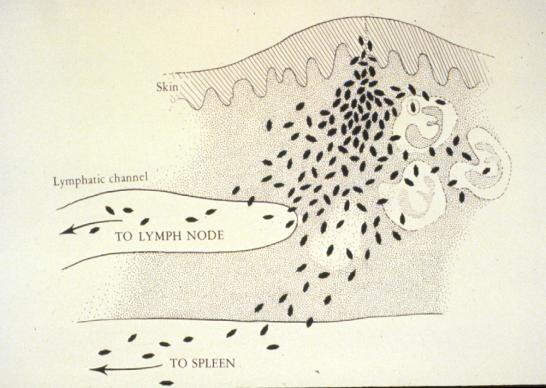 Skin
Lymphatic channel
TO LYMPH NODE
TO SPLEEN